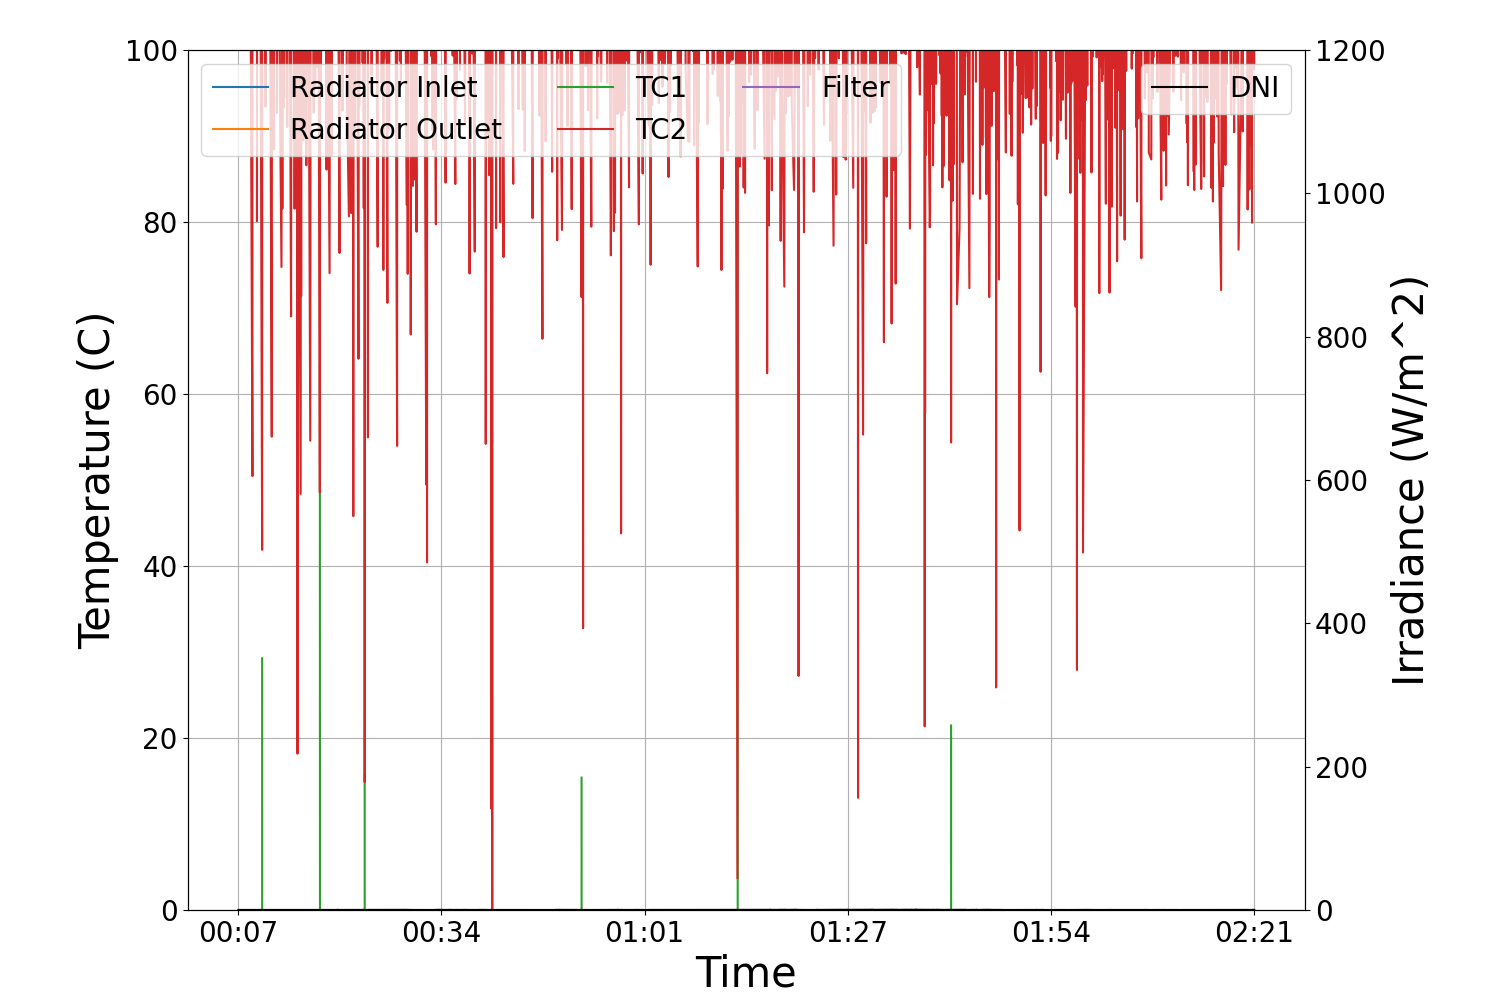 100
80
60
40
20
0
Temperature (C)
Radiator Inlet
Radiator Outlet
TC1
TC2
Filter
DNI
1200
1000
800
600
400
200
0
Irradiance (W/m^2)
00:07 00:34 01:01 01:27 01:54 02:21
Time